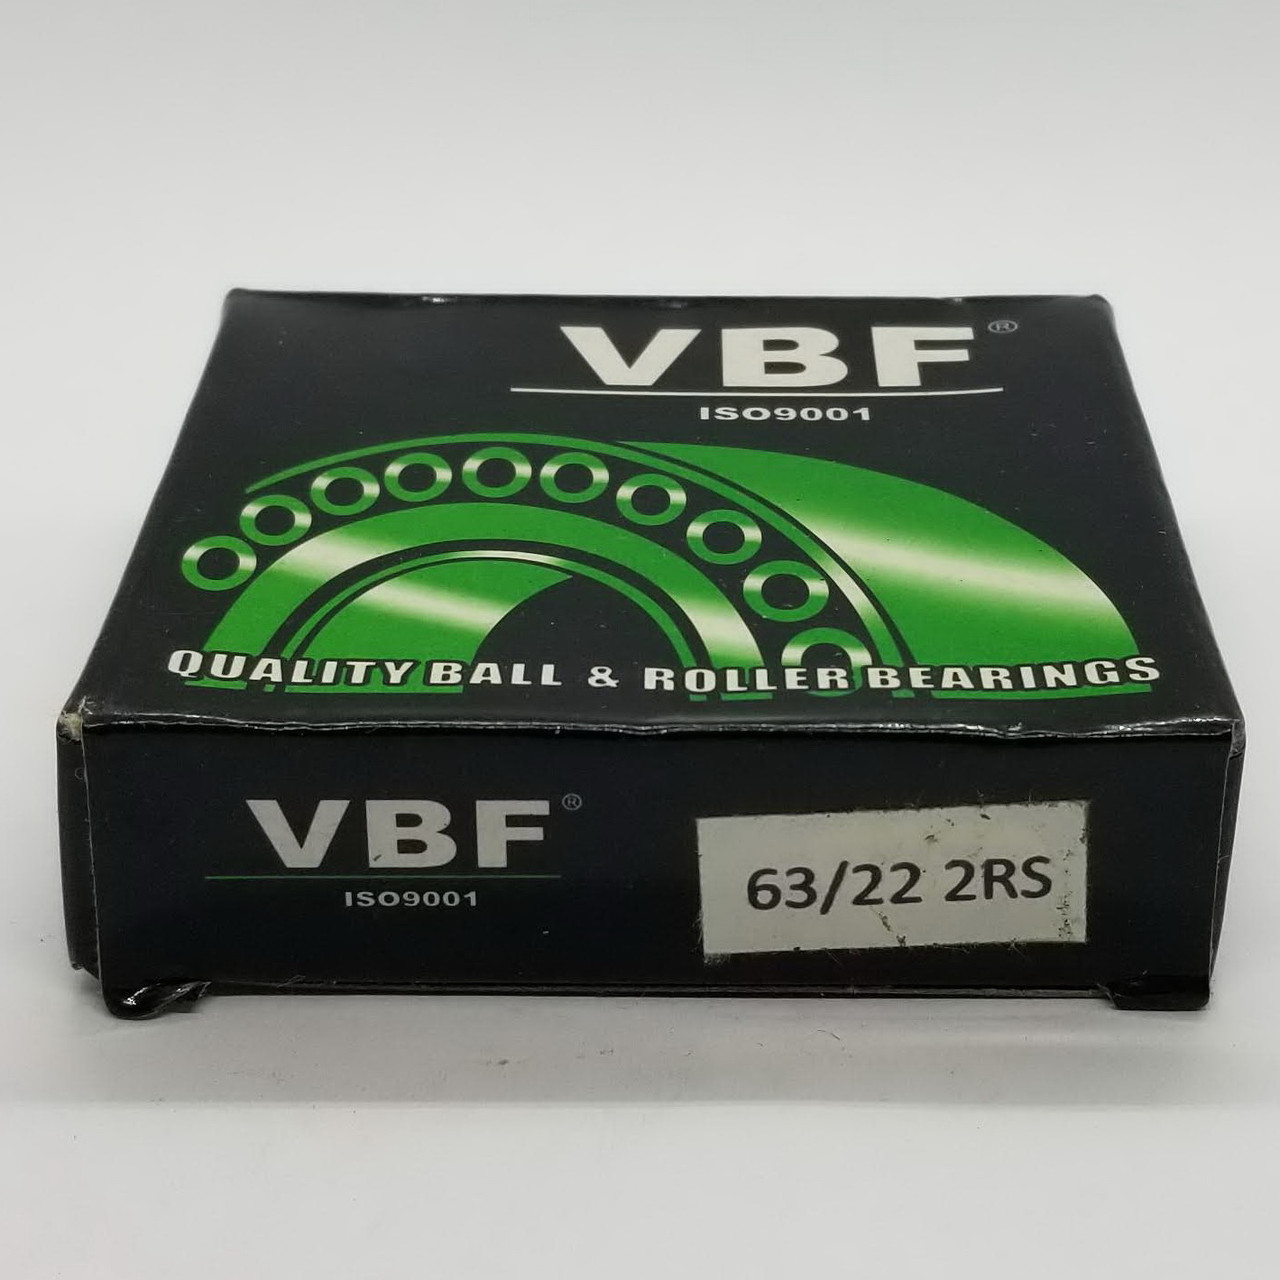 VBF®
ISO9001
QUALITY BALL & ROLLER BEARINGS
VBF®
ISO9001
63/22 2RS